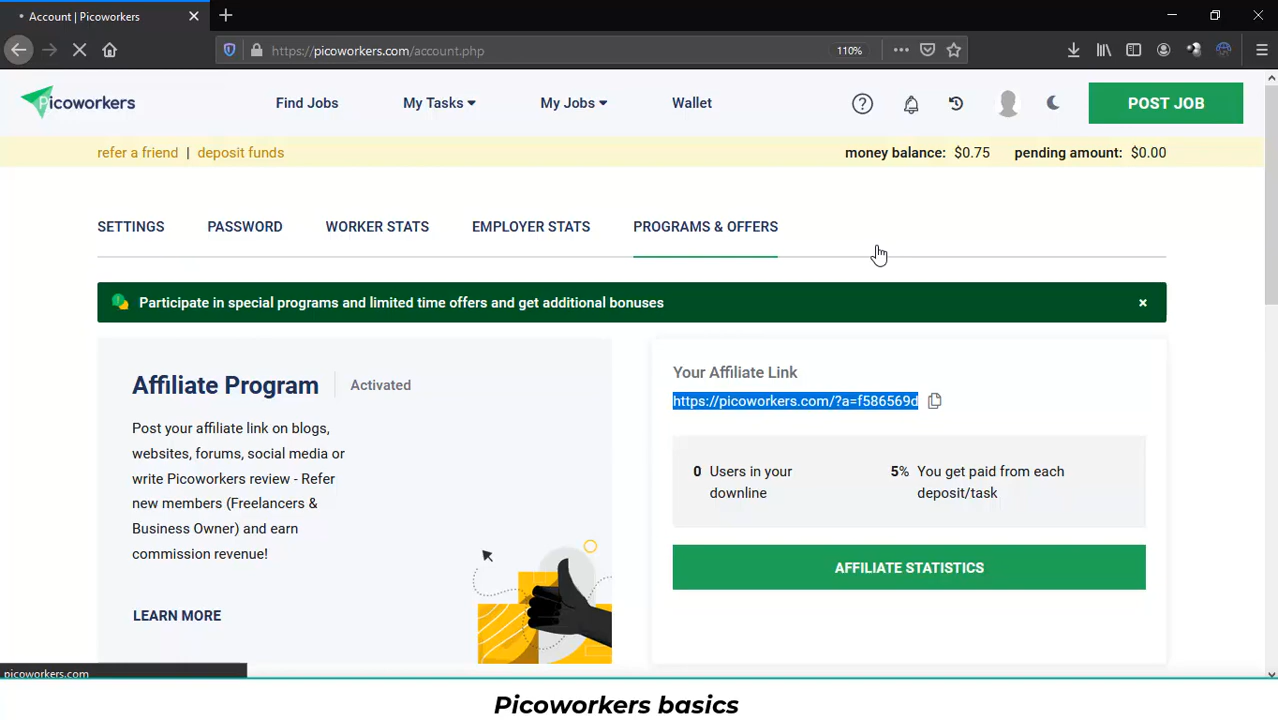 Account | Picoworkers
https://picoworkers.com/account.php
110%
picoworkers
Find Jobs
My Tasks
My Jobs
Wallet
POST JOB
refer a friend | deposit funds
money balance: $0.75 pending amount: $0.00
SETTINGS
PASSWORD
WORKER STATS
EMPLOYER STATS
PROGRAMS & OFFERS
Participate in special programs and limited time offers and get additional bonuses
Affiliate Program
Activated
Post your affiliate link on blogs,
websites, forums, social media or
write Picoworkers review - Refer
new members (Freelancers &
Business Owner) and earn
commission revenue!
LEARN MORE
Your Affiliate Link
https://picoworkers.com/?a=f586569d
0 Users in your
downline
5% You get paid from each
deposit/task
AFFILIATE STATISTICS
picoworkers.com
Picoworkers basics